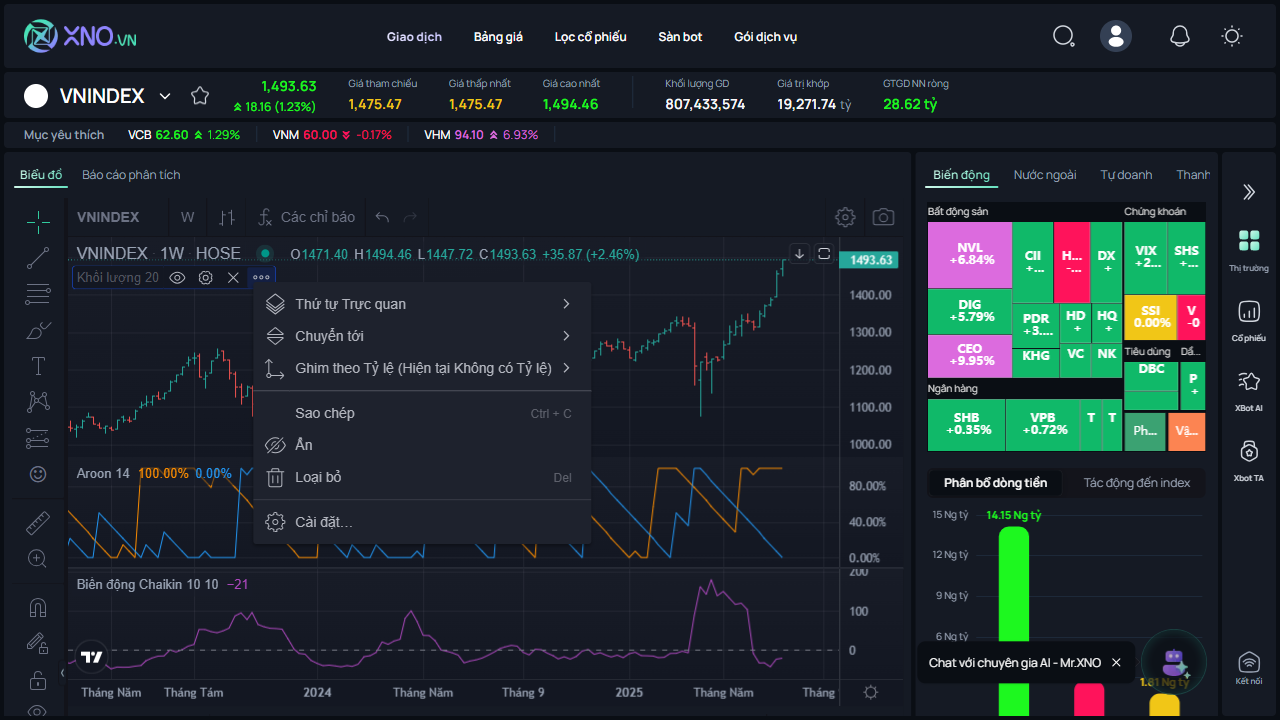 XNO.VN
Giao dịch
Bảng giá
Lọc cổ phiếu
Sàn bot
Gói dịch vụ
VNINDEX
1,493.63
18.16 (1.23%)
Giá tham chiếu
1,475.47
Giá thấp nhất
1,475.47
Giá cao nhất
1,494.46
Khối lượng GD
807,433,574
Giá trị khớp
19,271.74 tỷ
GTGD NN ròng
28.62 tỷ
Mục yêu thích
VCB 62.60 1.29%
VNM 60.00 -0.17%
VHM 94.10 6.93%
Biểu đồ
Báo cáo phân tích
VNINDEX
W
Các chỉ báo
VNINDEX · 1W · HOSE
O1471.40 H1494.46 L1447.72 C1493.63 +35.87 (+2.46%)
Khối lượng 20
Thứ tự Trực quan
Chuyển tới
Ghim theo Tỷ lệ (Hiện tại Không có Tỷ lệ)
Sao chép
Ctrl + C
Ẩn
Loại bỏ
Del
Cài đặt...
1493.63
1400.00
1300.00
1200.00
1100.00
1000.00
Aroon 14 100.00% 0.00%
80.00%
40.00%
0.00%
Biên động Chaikin 10 10 −21
200
100
0
Tháng Năm
Tháng Tám
2024
Tháng Năm
Tháng 9
2025
Tháng Năm
Tháng
Biến động
Nước ngoài
Tự doanh
Thanh
Bất động sản
NVL
+6.84%
DIG
+5.79%
CEO
+9.95%
CII
+...
H...
-...
DX
+
PDR
+3....
HD
+
HQ
+
KHG
VC
NK
Chứng khoán
VIX
+2...
SHS
+...
SSI
0.00%
V
-0
Tiêu dùng
DBC
Dầ...
P
+
Ngân hàng
SHB
+0.35%
VPB
+0.72%
T
T
Ph...
Vậ...
Phân bổ dòng tiền
Tác động đến index
15 Ng tỷ
12 Ng tỷ
9 Ng tỷ
6 Ng tỷ
14.15 Ng tỷ
1.81 Ng tỷ
Chat với chuyên gia AI - Mr.XNO
Thị trường
Cổ phiếu
XBot AI
Xbot TA
Kết nối